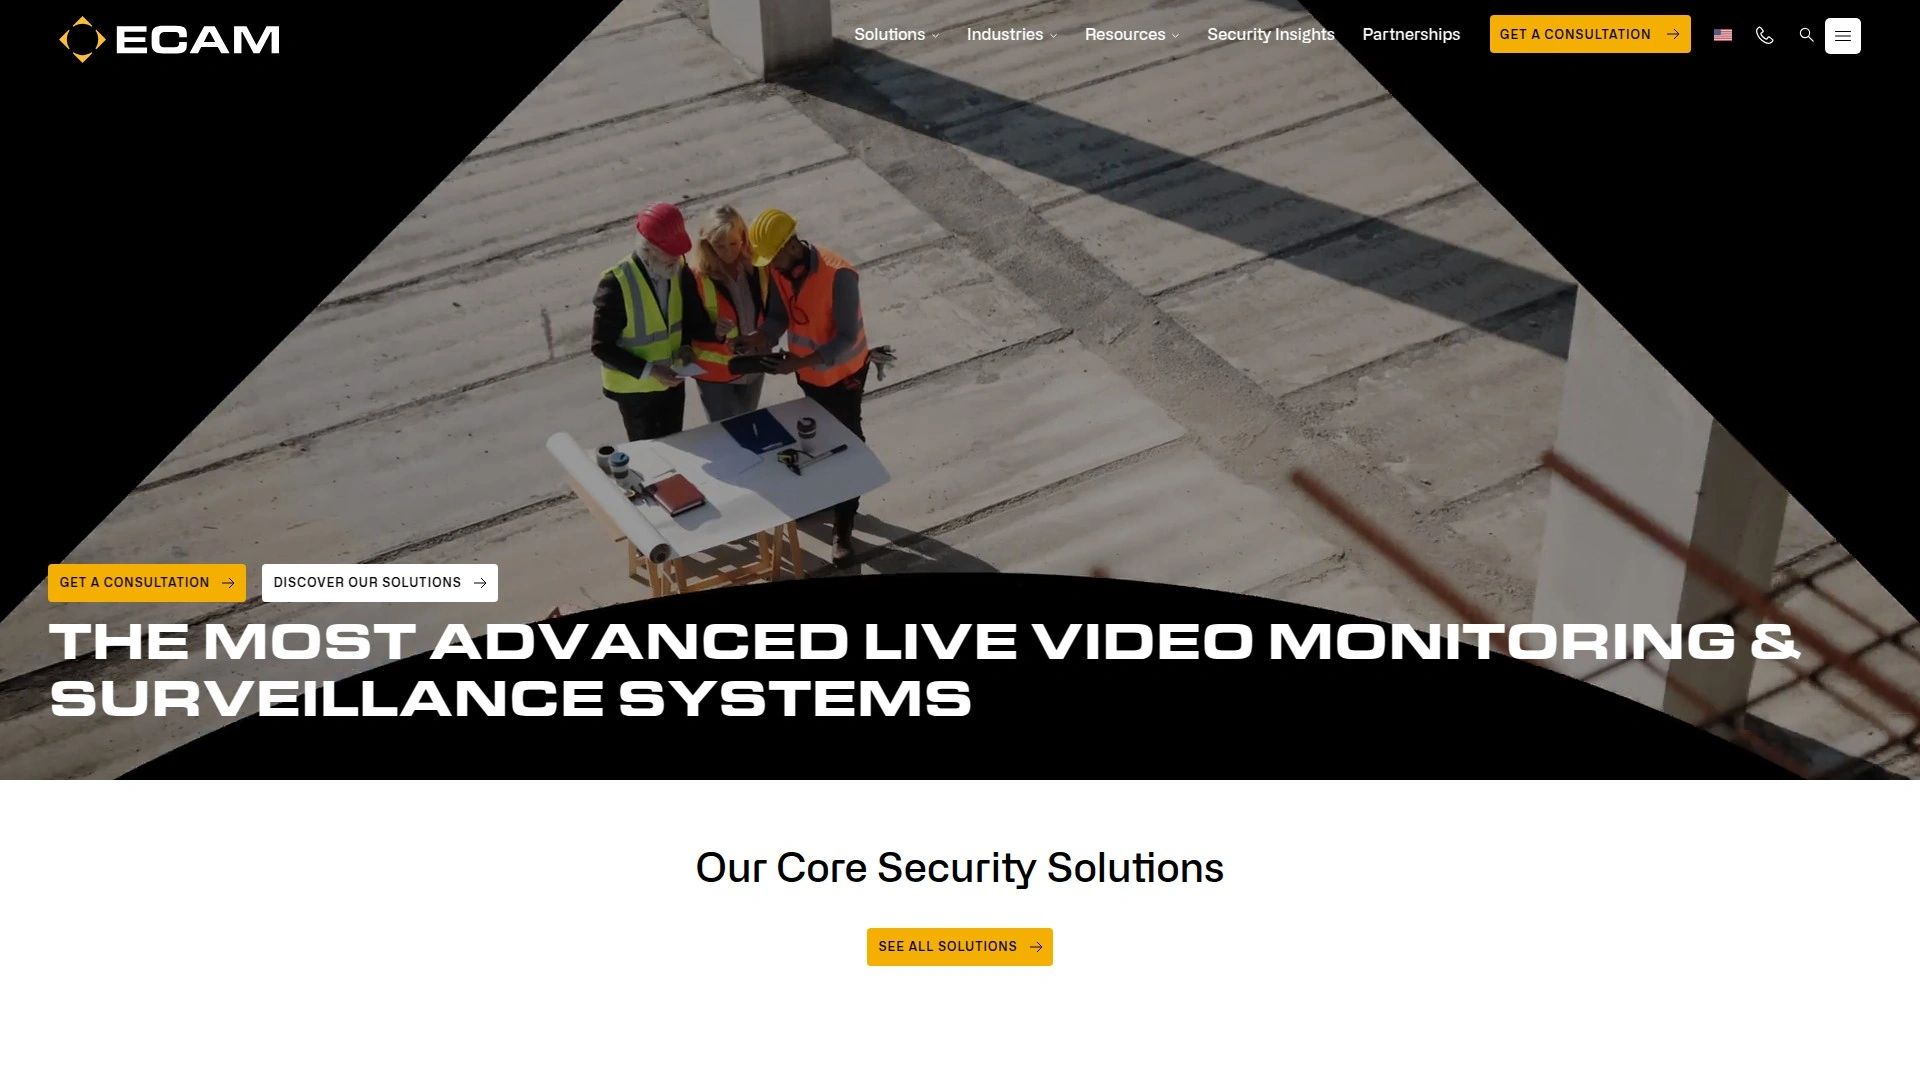 ECAM
Solutions
Industries
Resources
Security Insights
Partnerships
GET A CONSULTATION
GET A CONSULTATION
DISCOVER OUR SOLUTIONS
THE MOST ADVANCED LIVE VIDEO MONITORING &
SURVEILLANCE SYSTEMS
Our Core Security Solutions
SEE ALL SOLUTIONS